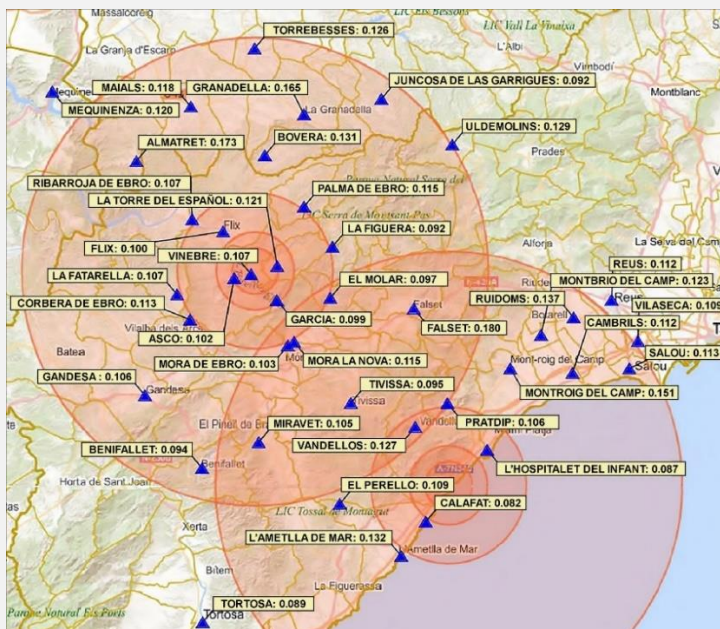 Massalcoreig
LIC Els Bessons
LIC Vall La Vinaixa
TORREBESSES: 0.126
La Granja d'Escarp
L'Albi
Vimbodí
MAIALS: 0.118
GRANADELLA: 0.165
JUNCOSA DE LAS GARRIGUES: 0.092
Montblanc
MEQUINENZA: 0.120
La Granadella
ALMATRET: 0.173
BOVERA: 0.131
ULDEMOLINS: 0.129
Prades
RIBARROJA DE EBRO: 0.107
PALMA DE EBRO: 0.115
LA TORRE DEL ESPAÑOL: 0.121
LIC Serra de Montsant-Pas
Flix
FLIX: 0.100
LA FIGUERA: 0.092
Alforja
La Selva del Camp
VINEBRE: 0.107
REUS: 0.112
LA FATARELLA: 0.107
EL MOLAR: 0.097
MONTBRIO DEL CAMP: 0.123
RUIDOMS: 0.137
Reus
VILASECA: 0.109
CORBERA DE EBRO: 0.113
GARCIA: 0.099
Falset
CAMBRILS: 0.112
Vilalba dels Arcs
FALSET: 0.180
ASCO: 0.102
Batea
MORA DE EBRO: 0.103
MORA LA NOVA: 0.115
Mont-roig del Camp
SALOU: 0.113
Salou
GANDESA: 0.106
TIVISSA: 0.095
MONTROIG DEL CAMP: 0.151
Gandesa
Tivissa
MIRAVET: 0.105
PRATDIP: 0.106
VANDELLOS: 0.127
BENIFALLET: 0.094
Benifallet
L'HOSPITALET DEL INFANT: 0.087
Horta de Sant Joan
EL PERELLO: 0.109
LIC Tossal de Montagut
CALAFAT: 0.082
Xerta
L'AMETLLA DE MAR: 0.132
L'Ametlla de Mar
Bítem
La Figuerassa
TORTOSA: 0.089
Parque Natural Els Ports
Tortosa